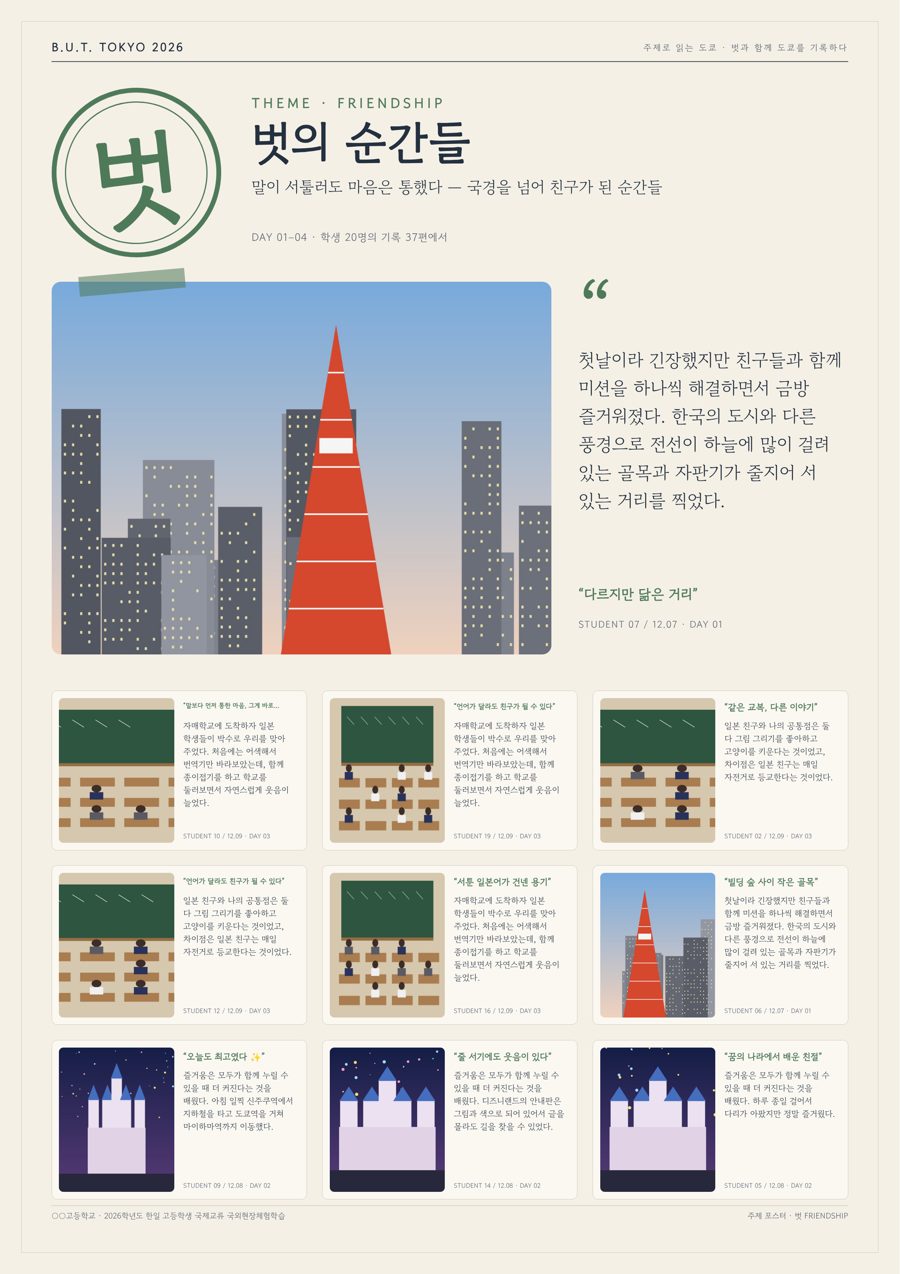 B.U.T. TOKYO 2026
주제로 읽는 도쿄 · 벗과 함께 도쿄를 기록하다
벗
THEME · FRIENDSHIP
벗의 순간들
말이 서툴러도 마음은 통했다 — 국경을 넘어 친구가 된 순간들
DAY 01–04 · 학생 20명의 기록 37편에서
“
첫날이라 긴장했지만 친구들과 함께
미션을 하나씩 해결하면서 금방
즐거워졌다. 한국의 도시와 다른
풍경으로 전선이 하늘에 많이 걸려
있는 골목과 자판기가 줄지어 서
있는 거리를 찍었다.
“다르지만 닮은 거리”
STUDENT 07 / 12.07 · DAY 01
“말보다 먼저 통한 마음, 그게 바로…
자매학교에 도착하자 일본
학생들이 박수로 우리를 맞아
주었다. 처음에는 어색해서
번역기만 바라보았는데, 함께
종이접기를 하고 학교를
둘러보면서 자연스럽게 웃음이
늘었다.
STUDENT 10 / 12.09 · DAY 03
“언어가 달라도 친구가 될 수 있다”
자매학교에 도착하자 일본
학생들이 박수로 우리를 맞아
주었다. 처음에는 어색해서
번역기만 바라보았는데, 함께
종이접기를 하고 학교를
둘러보면서 자연스럽게 웃음이
늘었다.
STUDENT 19 / 12.09 · DAY 03
“같은 교복, 다른 이야기”
일본 친구와 나의 공통점은 둘
다 그림 그리기를 좋아하고
고양이를 키운다는 것이었고,
차이점은 일본 친구는 매일
자전거로 등교한다는 것이었다.
STUDENT 02 / 12.09 · DAY 03
“언어가 달라도 친구가 될 수 있다”
일본 친구와 나의 공통점은 둘
다 그림 그리기를 좋아하고
고양이를 키운다는 것이었고,
차이점은 일본 친구는 매일
자전거로 등교한다는 것이었다.
STUDENT 12 / 12.09 · DAY 03
“서툰 일본어가 건넨 용기”
자매학교에 도착하자 일본
학생들이 박수로 우리를 맞아
주었다. 처음에는 어색해서
번역기만 바라보았는데, 함께
종이접기를 하고 학교를
둘러보면서 자연스럽게 웃음이
늘었다.
STUDENT 16 / 12.09 · DAY 03
“빌딩 숲 사이 작은 골목”
첫날이라 긴장했지만 친구들과
함께 미션을 하나씩 해결하면서
금방 즐거워졌다. 한국의 도시와
다른 풍경으로 전선이 하늘에
많이 걸려 있는 골목과 자판기가
줄지어 서 있는 거리를 찍었다.
STUDENT 06 / 12.07 · DAY 01
“오늘도 최고였다 ✨”
즐거움은 모두가 함께 누릴 수
있을 때 더 커진다는 것을
배웠다. 아침 일찍 신주쿠역에서
지하철을 타고 도쿄역을 거쳐
마이하마역까지 이동했다.
STUDENT 09 / 12.08 · DAY 02
“줄 서기에도 웃음이 있다”
즐거움은 모두가 함께 누릴 수
있을 때 더 커진다는 것을
배웠다. 디즈니랜드의 안내판은
그림과 색으로 되어 있어서 글을
몰라도 길을 찾을 수 있었다.
STUDENT 14 / 12.08 · DAY 02
“꿈의 나라에서 배운 친절”
즐거움은 모두가 함께 누릴 수
있을 때 더 커진다는 것을
배웠다. 하루 종일 걸어서
다리가 아팠지만 정말 즐거웠다.
STUDENT 05 / 12.08 · DAY 02
○○고등학교 · 2026학년도 한일 고등학생 국제교류 국외현장체험학습
주제 포스터 · 벗 FRIENDSHIP